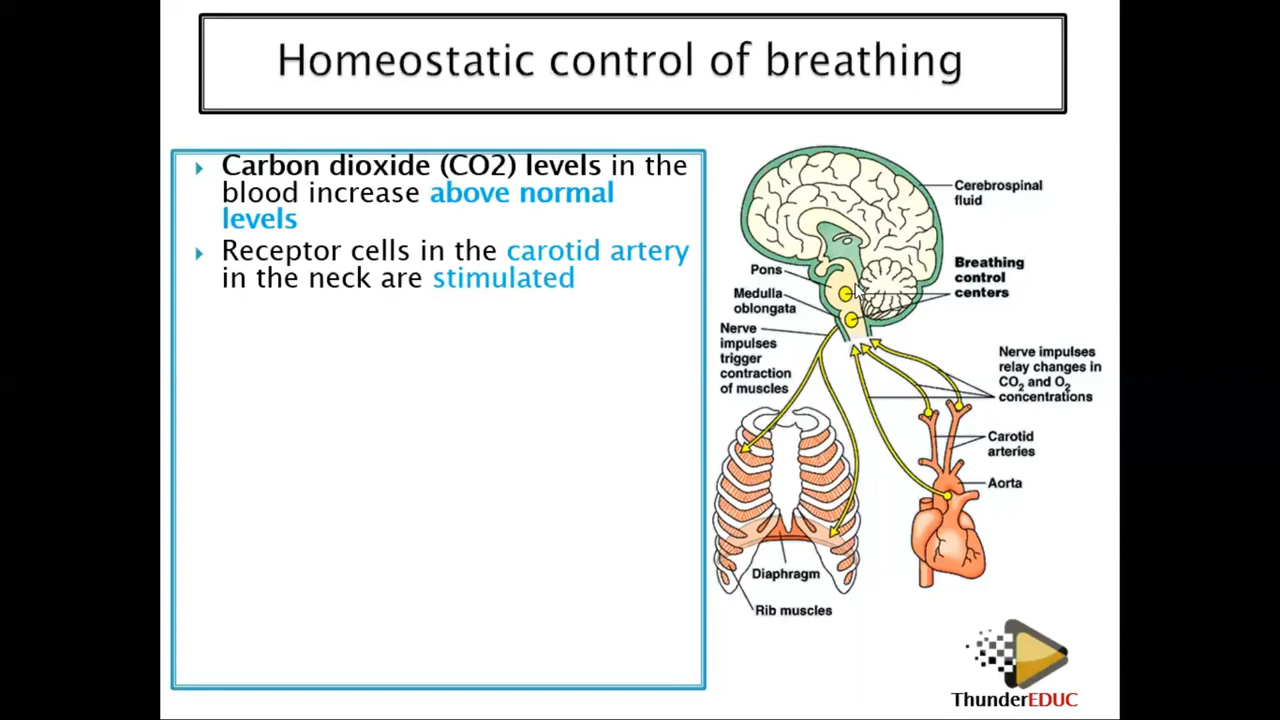 Homeostatic control of breathing
Carbon dioxide (CO2) levels in the
blood increase above normal
levels
Receptor cells in the carotid artery
in the neck are stimulated
Cerebrospinal
fluid
Pons
Breathing
control
centers
Medulla
oblongata
Nerve
impulses
trigger
contraction
of muscles
Nerve impulses
relay changes in
CO₂ and O₂
concentrations
Carotid
arteries
Aorta
Diaphragm
Rib muscles
ThunderEDUC